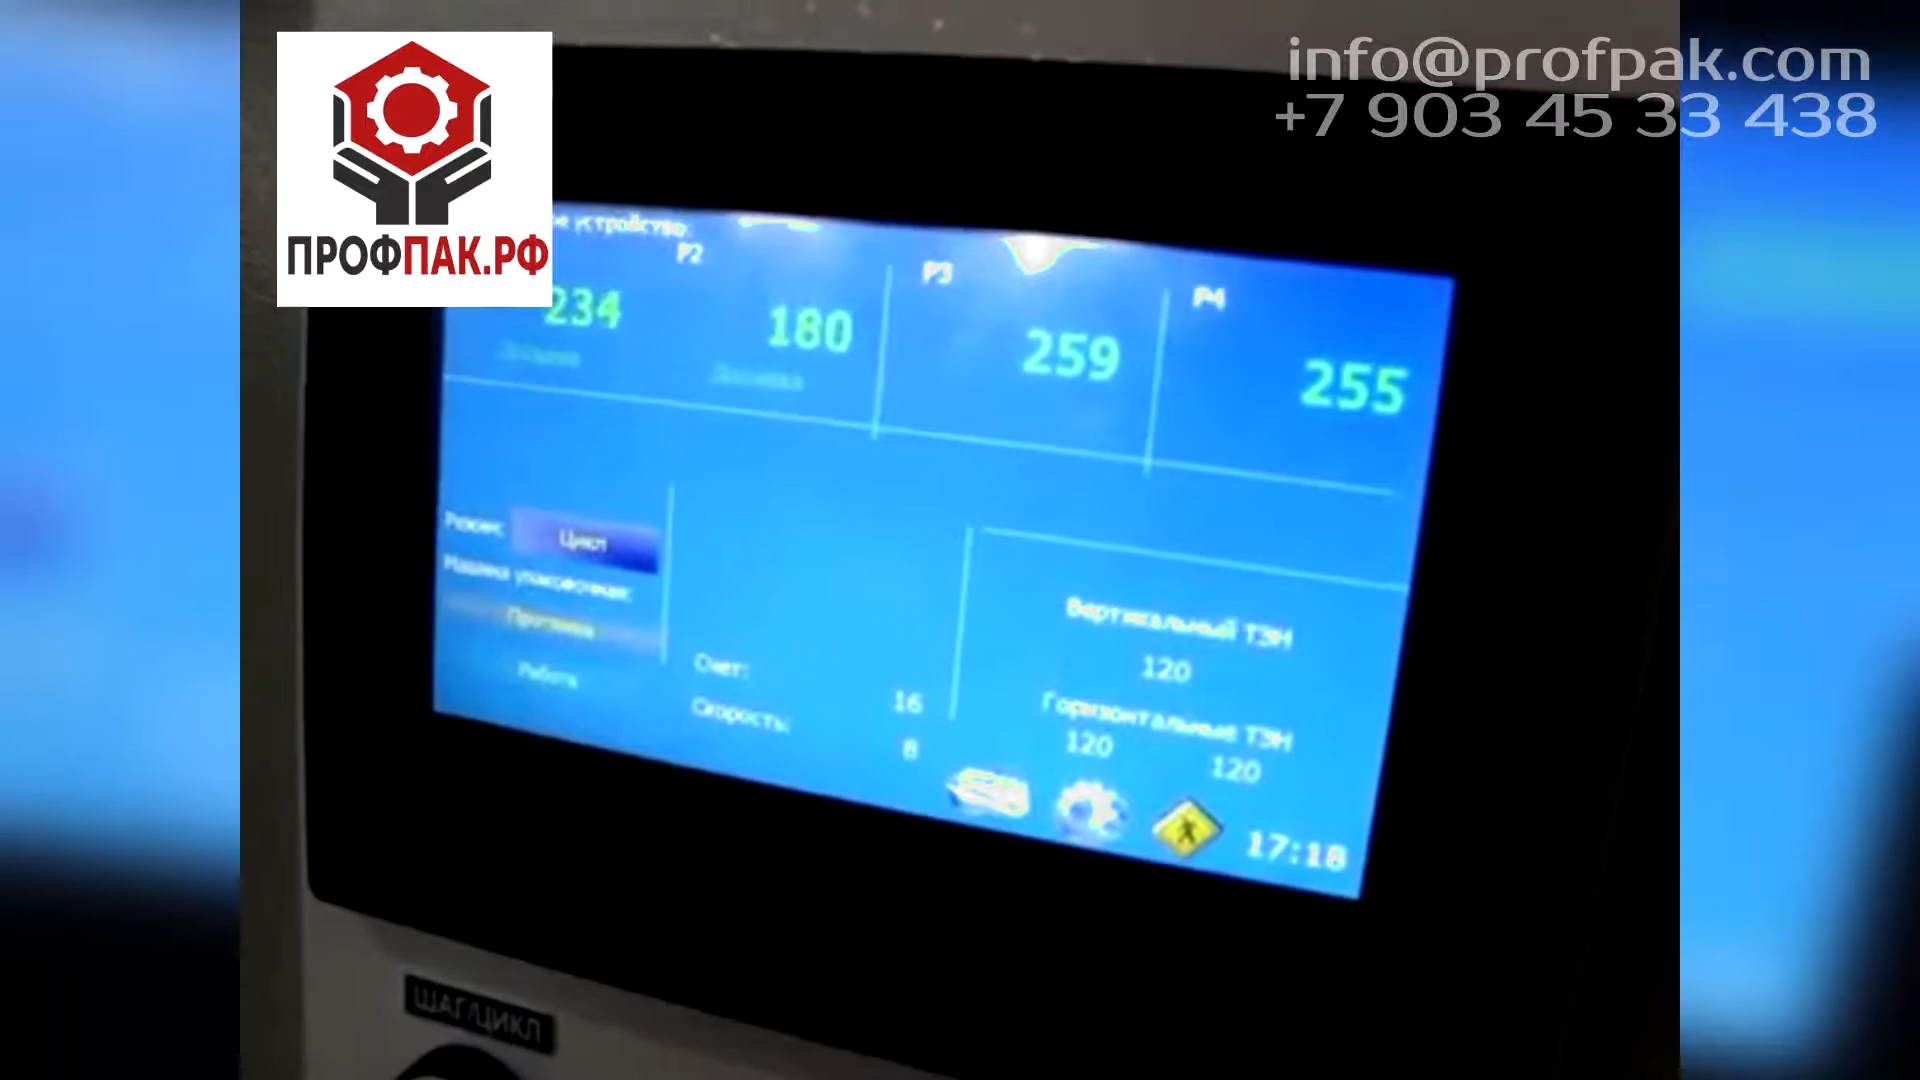 ПРОФПАК.РФ
info@profpak.com
+7 903 45 33 438
е устройство:
P2
P3
P4
234
180
259
255
Досыпка
Режим:
Цикл
Машина упаковочная:
Протяжка
Работа
Счет:
16
Скорость:
8
Вертикальный ТЭН
120
Горизонтальные ТЭН
120
120
17:18
ШАГ/ЦИКЛ